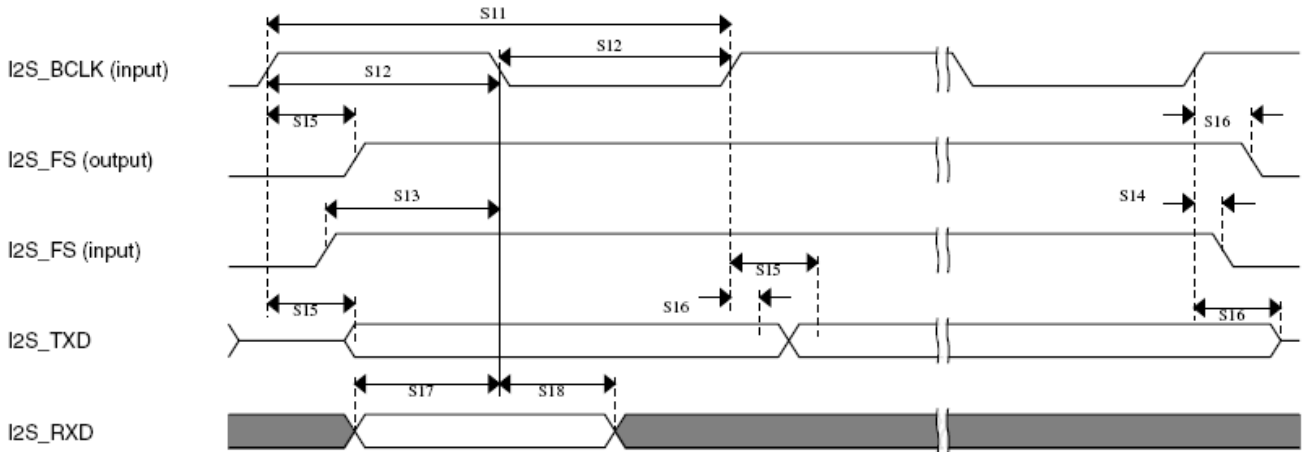 S11
I2S_BCLK (input)
S12
S12
S15
S16
I2S_FS (output)
S13
S14
I2S_FS (input)
S15
S15
S16
S16
I2S_TXD
S17
S18
I2S_RXD